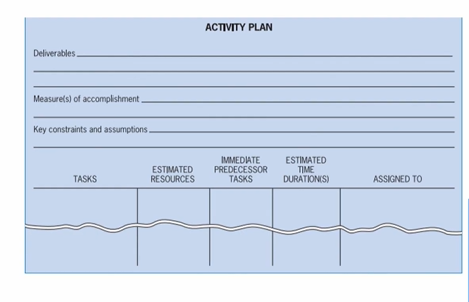 ACTIVITY PLAN
Deliverables
Measure(s) of accomplishment
Key constraints and assumptions
TASKS
ESTIMATED
RESOURCES
IMMEDIATE
PREDECESSOR
TASKS
ESTIMATED
TIME
DURATION(S)
ASSIGNED TO